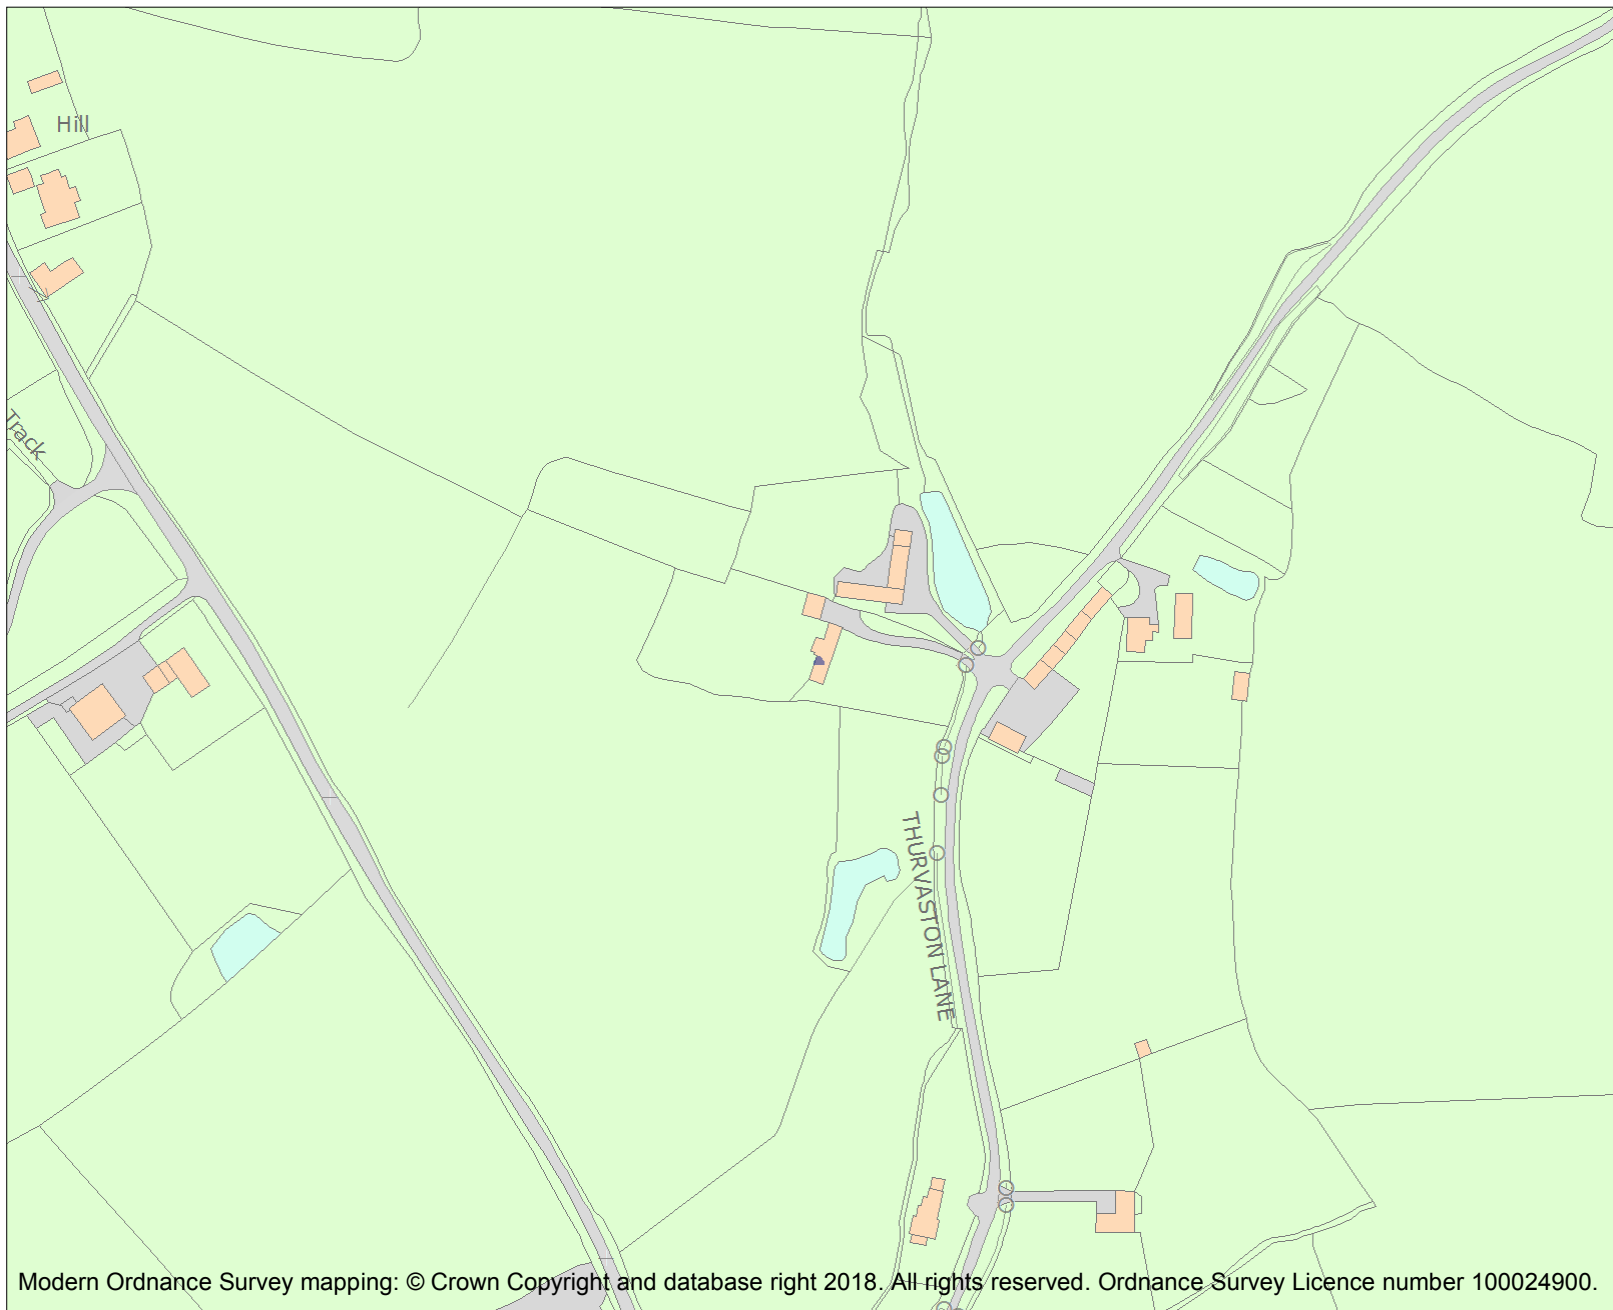 Hill
Track
THURVASTON LANE
Modern Ordnance Survey mapping: © Crown Copyright and database right 2018. All rights reserved. Ordnance Survey Licence number 100024900.